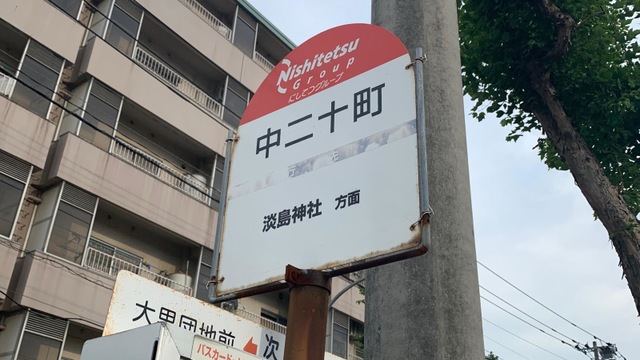 Nishitetsu
Group
にしてつグループ
中二十町
淡島神社 方面
大里団地前
次
バスカード